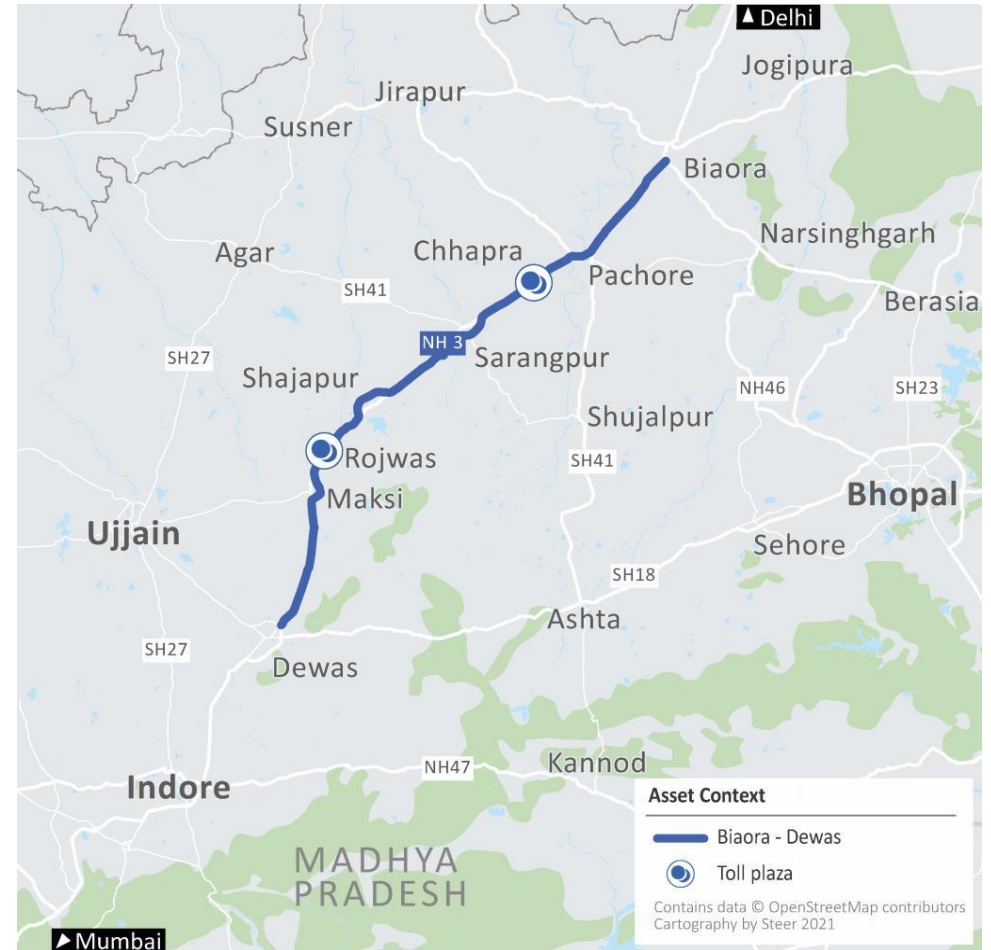 ▲ Delhi
Jogipura
Jirapur
Susner
Biaora
Narsinghgarh
Agar
Chhapra
Pachore
Berasia
SH41
NH 3
Sarangpur
SH27
Shajapur
NH46
SH23
Shujalpur
Rojwas
SH41
Maksi
Bhopal
Ujjain
Sehore
SH18
Ashta
SH27
Dewas
Kannod
NH47
Indore
MADHYA
PRADESH
Mumbai
Asset Context
Biaora - Dewas
Toll plaza
Contains data © OpenStreetMap contributors
Cartography by Steer 2021